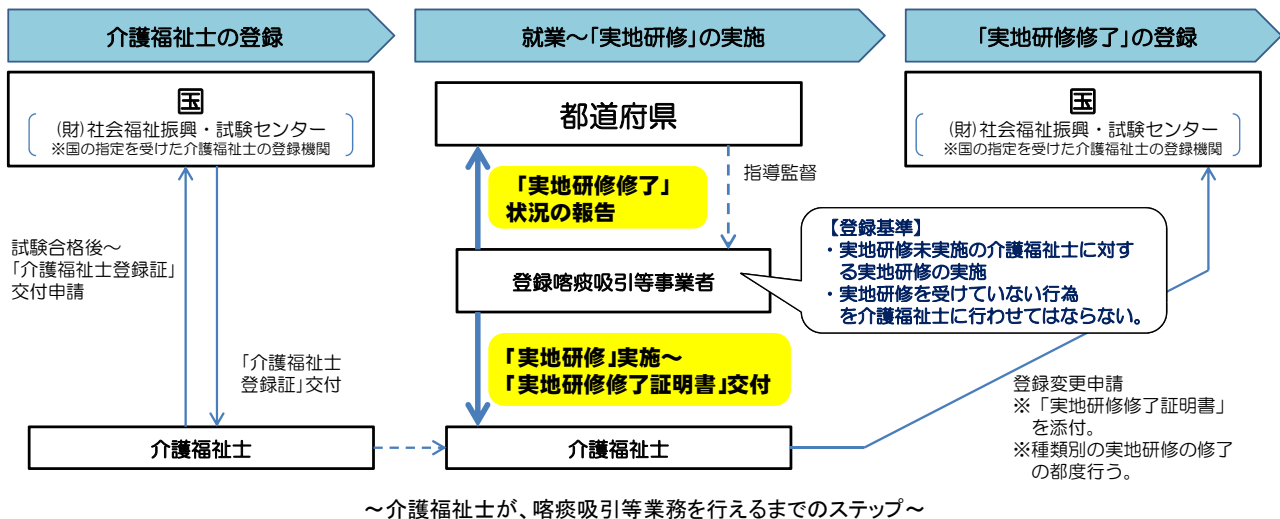 介護福祉士の登録
就業～「実地研修」の実施
「実地研修修了」の登録
国
(財)社会福祉振興・試験センター
※国の指定を受けた介護福祉士の登録機関
試験合格後～
「介護福祉士登録証」
交付申請
「介護福祉士
登録証」交付
介護福祉士
都道府県
「実地研修修了」
状況の報告
指導監督
登録喀痰吸引等事業者
【登録基準】
・実地研修未実施の介護福祉士に対す
る実地研修の実施
・実地研修を受けていない行為
を介護福祉士に行わせてはならない。
「実地研修」実施～
「実地研修修了証明書」交付
介護福祉士
国
(財)社会福祉振興・試験センター
※国の指定を受けた介護福祉士の登録機関
登録変更申請
※「実地研修修了証明書」
を添付。
※種類別の実地研修の修了
の都度行う。
～介護福祉士が、喀痰吸引等業務を行えるまでのステップ～